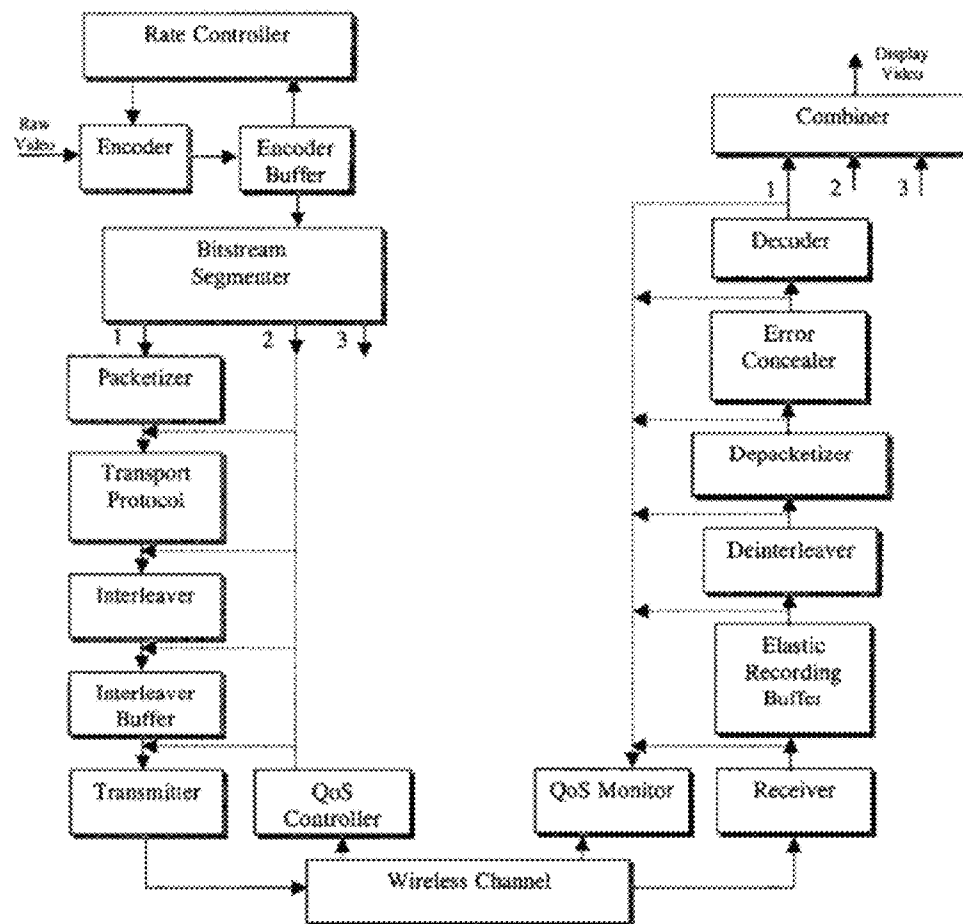 Rate Controller
Raw
Video
Encoder
Encoder
Buffer
Bitstream
Segmenter
1
2
3
Packetizer
Transport
Protocol
Interleaver
Interleaver
Buffer
Transmitter
QoS
Controller
Wireless Channel
QoS Monitor
Receiver
Elastic
Recording
Buffer
Deinterleaver
Depacketizer
Error
Concealer
Decoder
1
2
3
Combiner
Display
Video